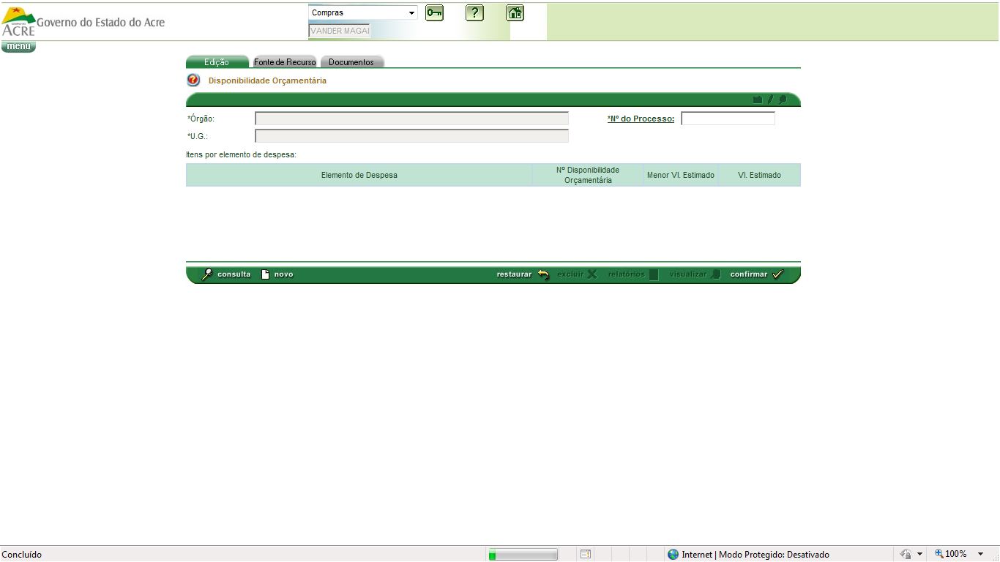 GOVERNO DO
ACRE
Governo do Estado do Acre
Compras
?
VANDER MAGAI
menu
Edição
Fonte de Recurso
Documentos
Disponibilidade Orçamentária
*Órgão:
*Nº do Processo:
*U.G.:
Itens por elemento de despesa:
Elemento de Despesa
Nº Disponibilidade
Orçamentária
Menor Vl. Estimado
Vl. Estimado
consulta
novo
restaurar
excluir
relatórios
visualizar
confirmar
Concluído
Internet | Modo Protegido: Desativado
100%